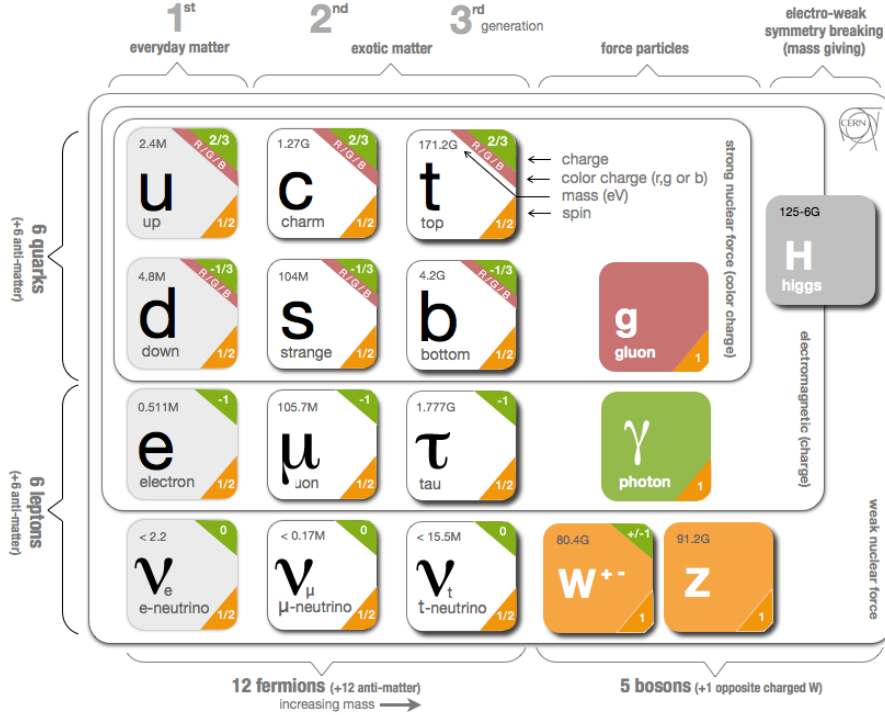 1st
2nd
3rd generation
electro-weak
symmetry breaking
(mass giving)
everyday matter
exotic matter
force particles
CERN
6 quarks
(+6 anti-matter)
2.4M
2/3
R/G/B
u
up
1/2
1.27G
2/3
R/G/B
c
charm
1/2
171.2G
2/3
R/G/B
t
top
1/2
charge
color charge (r,g or b)
mass (eV)
spin
strong nuclear force (color charge)
125-6G
H
higgs
4.8M
-1/3
R/G/B
d
down
1/2
104M
-1/3
R/G/B
s
strange
1/2
4.2G
-1/3
R/G/B
b
bottom
1/2
g
gluon
1
electromagnetic (charge)
6 leptons
(+6 anti-matter)
0.511M
-1
e
electron
1/2
105.7M
-1
μ
uon
1/2
1.777G
-1
τ
tau
1/2
γ
photon
1
weak nuclear force
< 2.2
0
νe
e-neutrino
1/2
< 0.17M
0
νμ
μ-neutrino
1/2
< 15.5M
0
νt
t-neutrino
1/2
80.4G
+/-1
W+-
1
91.2G
Z
1
12 fermions (+12 anti-matter)
increasing mass
5 bosons (+1 opposite charged W)